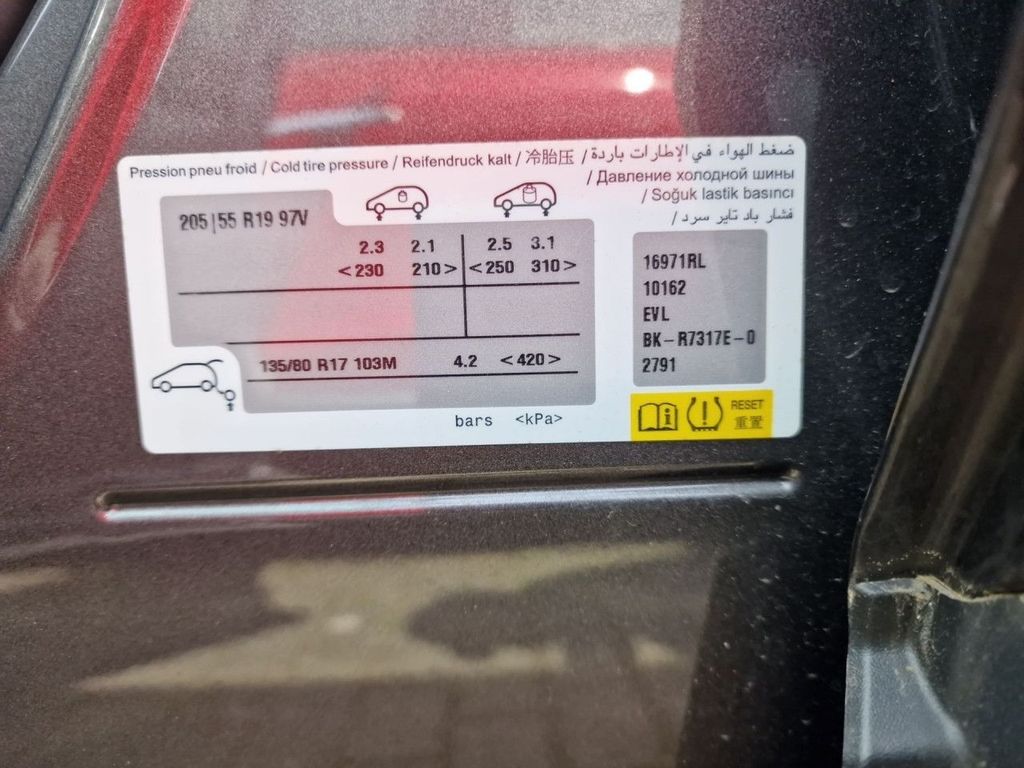 Pression pneu froid / Cold tire pressure / Reifendruck kalt / 冷胎压 / ضغط الهواء في الإطارات باردة /
/ Давление холодной шины
/ Soğuk lastik basıncı
/ فشار باد تایر سرد
205|55 R19 97V
2.3 2.1 2.5 3.1
<230 210> <250 310>
135/80 R17 103M 4.2 <420>
bars <kPa>
16971RL
10162
EVL
BK-R7317E-0
2791
RESET
重置